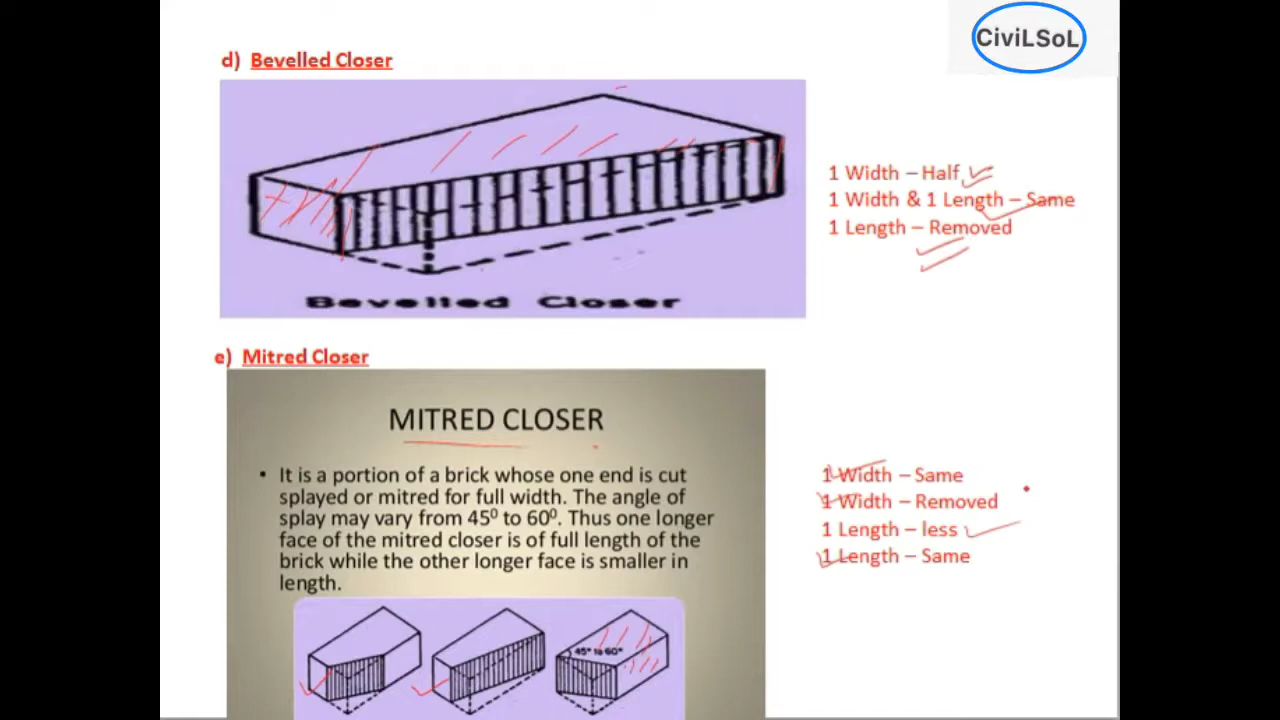 CiviLSoL
d) Bevelled Closer
1 Width – Half
1 Width & 1 Length – Same
1 Length – Removed
Bevelled Closer
e) Mitred Closer
MITRED CLOSER
• It is a portion of a brick whose one end is cut
splayed or mitred for full width. The angle of
splay may vary from 45⁰ to 60⁰. Thus one longer
face of the mitred closer is of full length of the
brick while the other longer face is smaller in
length.
1 Width – Same
1 Width – Removed
1 Length – less
1 Length – Same
45° to 60°